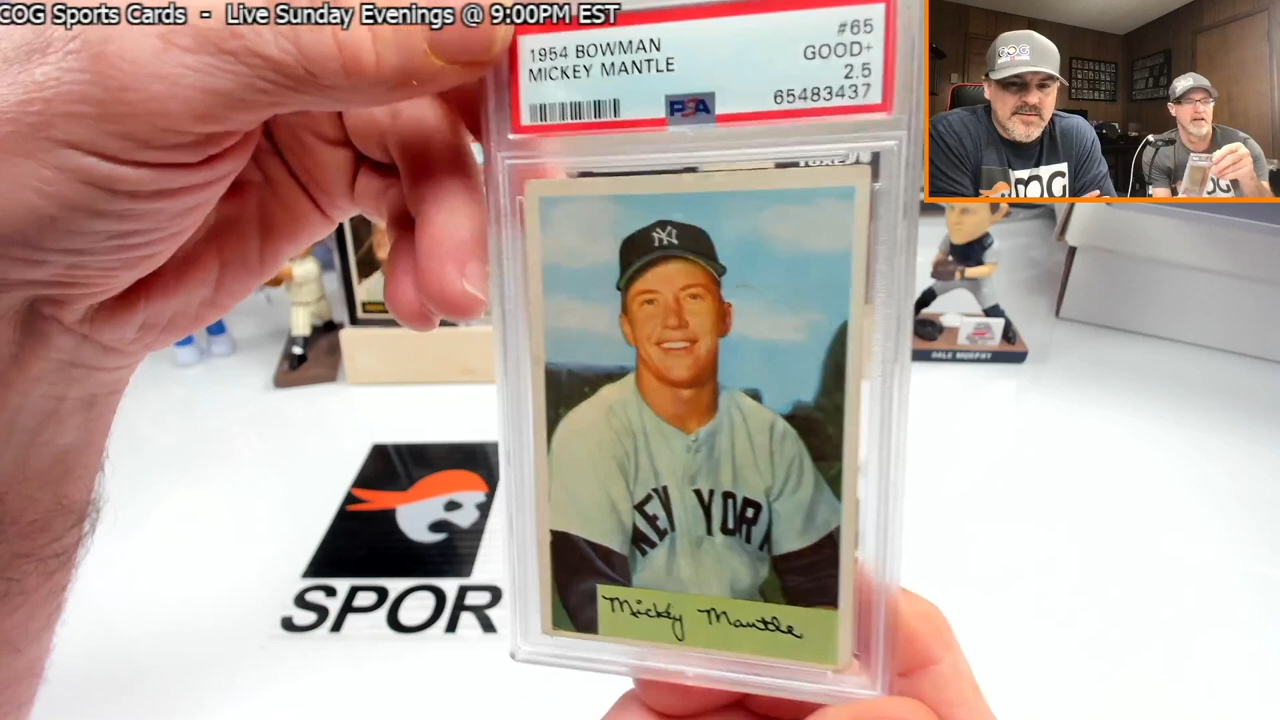 COG Sports Cards - Live Sunday Evenings @ 9:00PM EST
1954 BOWMAN
MICKEY MANTLE
#65
GOOD+
2.5
65483437
PSA
NEW YORK
Mickey Mantle
SPOR
DALE MURPHY
COG